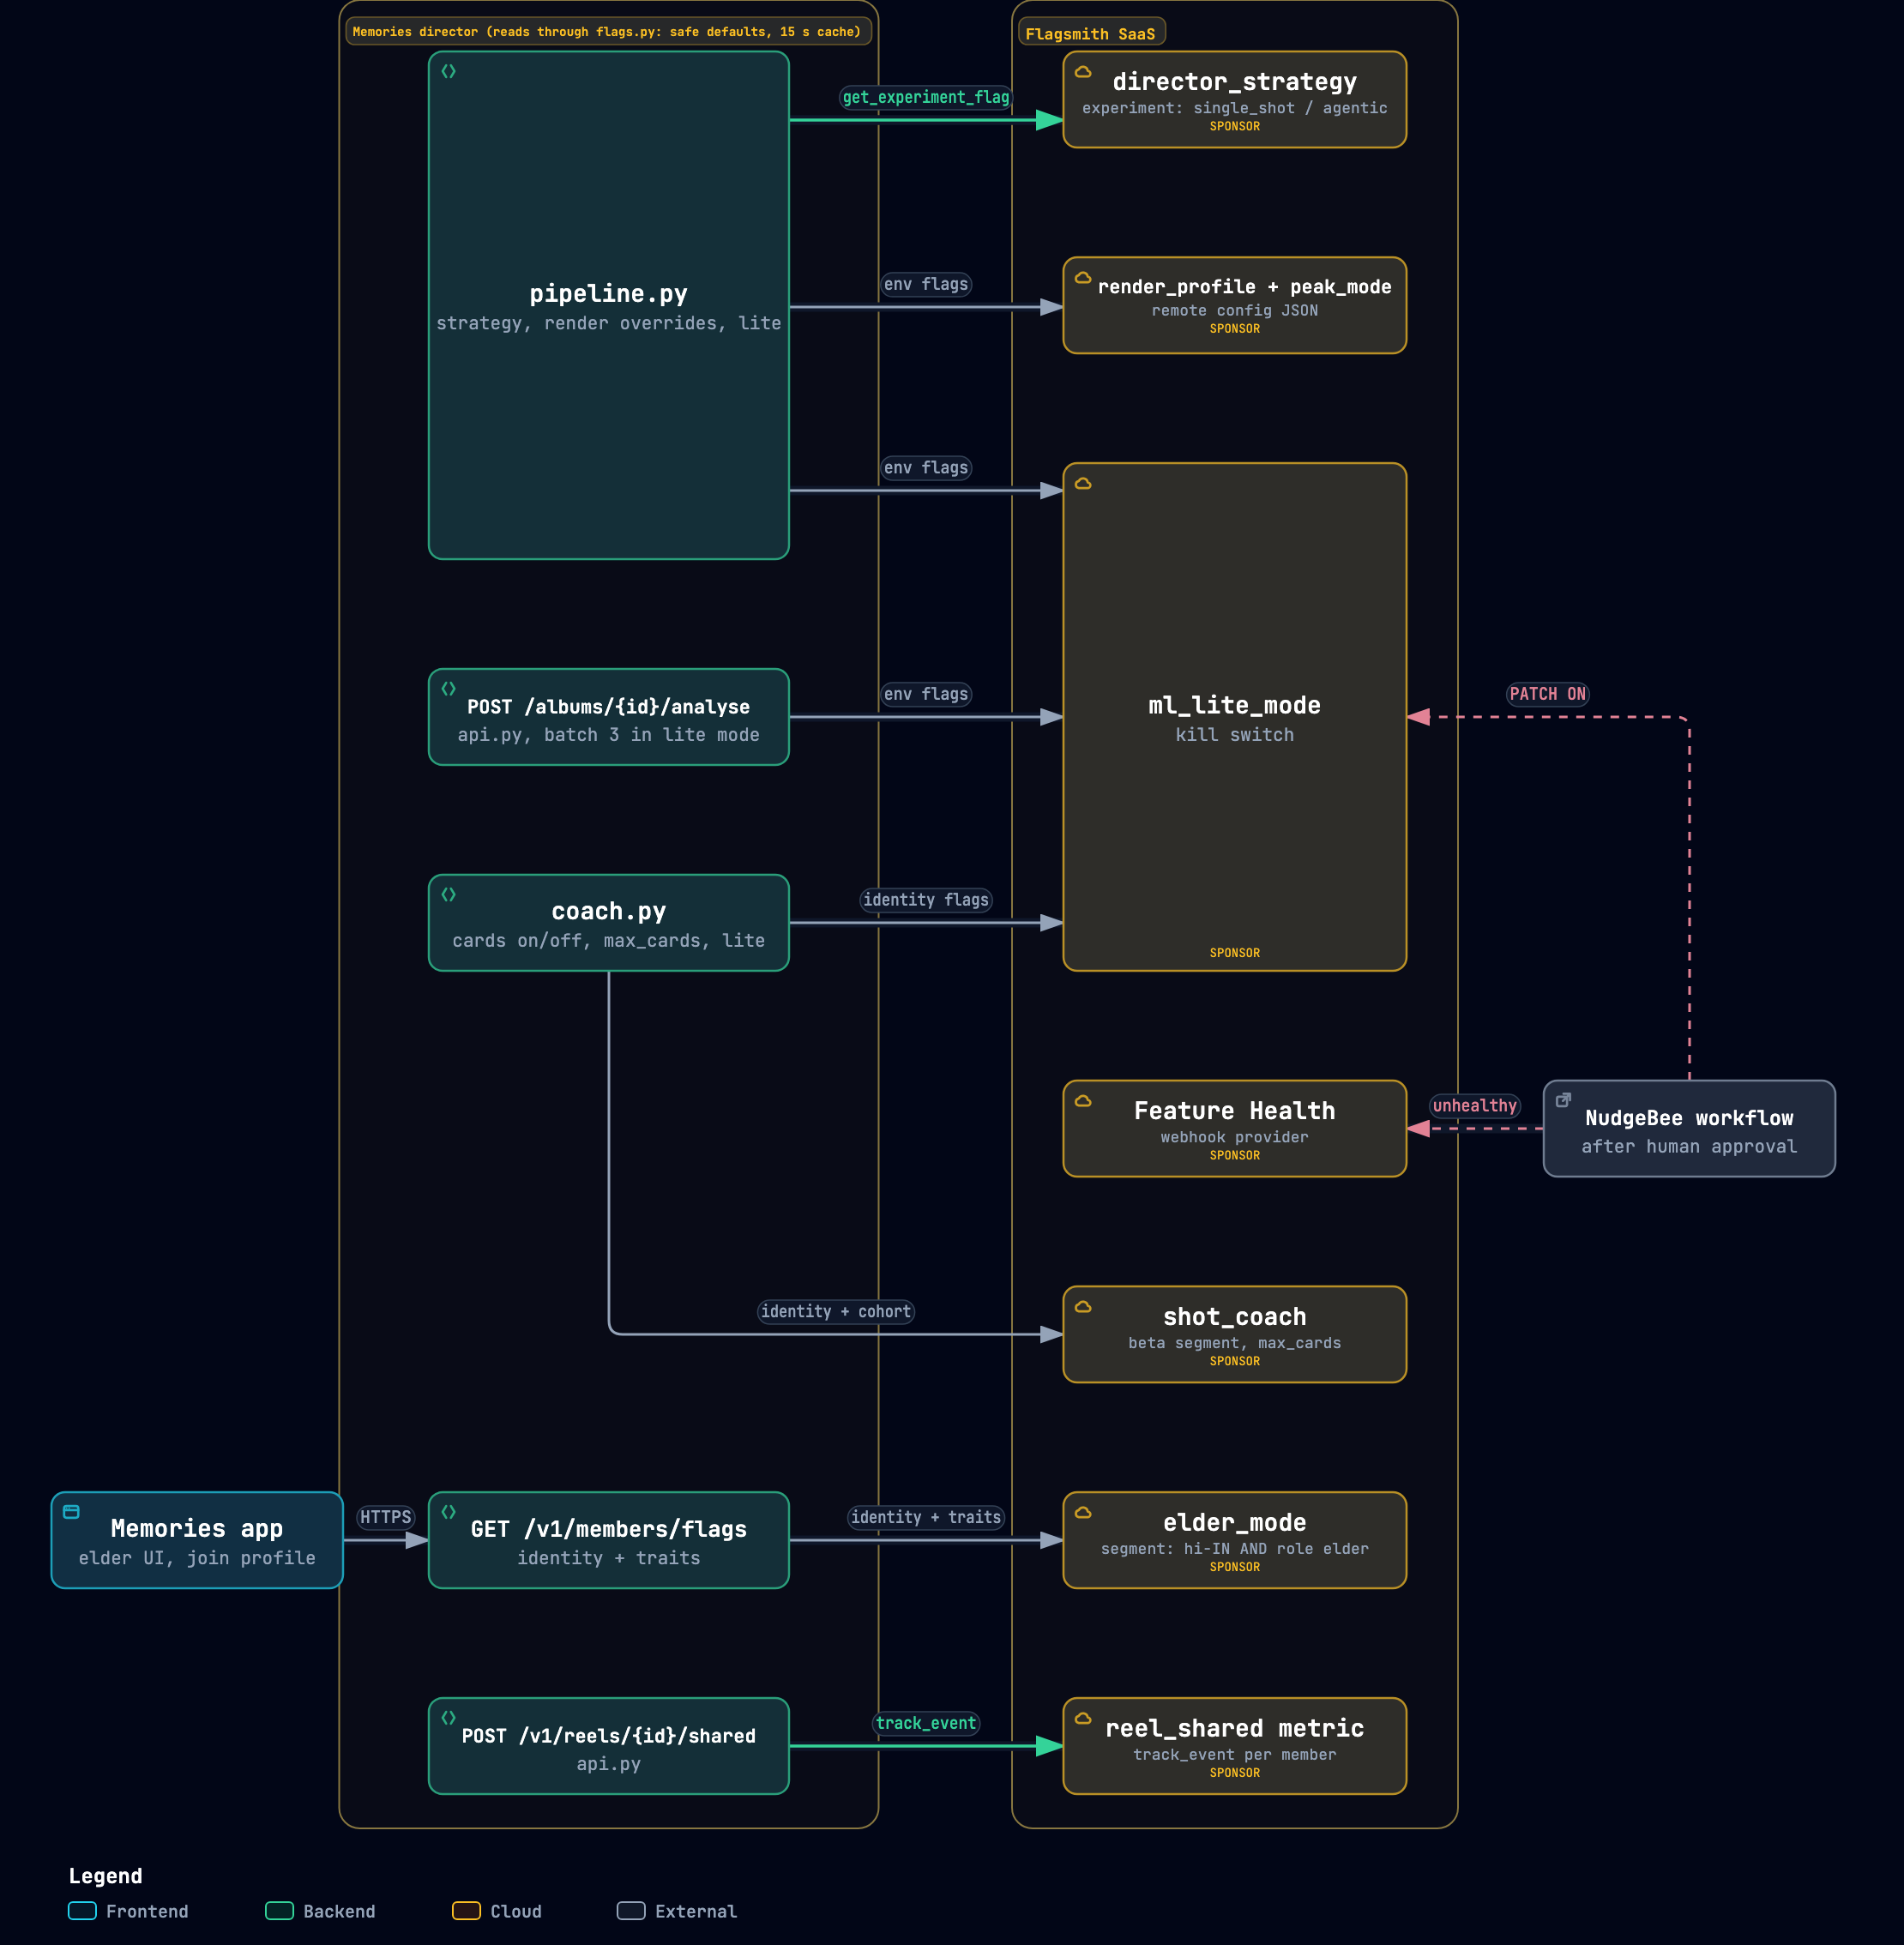 Memories director (reads through flags.py: safe defaults, 15 s cache)
Flagsmith SaaS
pipeline.py
strategy, render overrides, lite
get_experiment_flag
director_strategy
experiment: single_shot / agentic
SPONSOR
env flags
render_profile + peak_mode
remote config JSON
SPONSOR
env flags
ml_lite_mode
kill switch
SPONSOR
POST /albums/{id}/analyse
api.py, batch 3 in lite mode
env flags
PATCH ON
coach.py
cards on/off, max_cards, lite
identity flags
Feature Health
webhook provider
SPONSOR
unhealthy
NudgeBee workflow
after human approval
identity + cohort
shot_coach
beta segment, max_cards
SPONSOR
Memories app
elder UI, join profile
HTTPS
GET /v1/members/flags
identity + traits
identity + traits
elder_mode
segment: hi-IN AND role elder
SPONSOR
POST /v1/reels/{id}/shared
api.py
track_event
reel_shared metric
track_event per member
SPONSOR
Legend
Frontend
Backend
Cloud
External